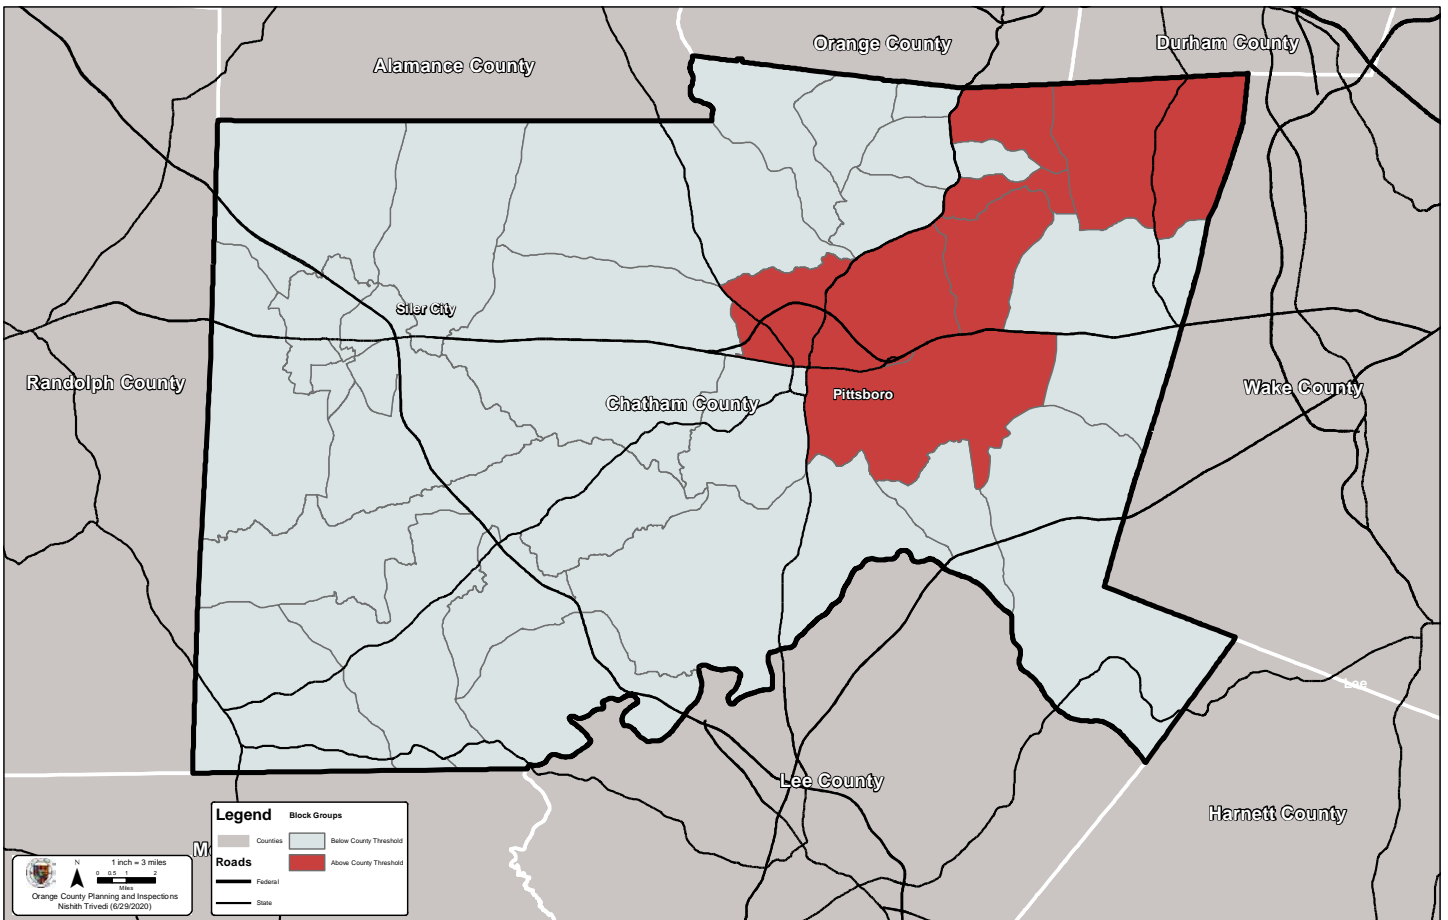 Orange County
Durham County
Alamance County
Siler City
Randolph County
Chatham County
Pittsboro
Wake County
Lee
Lee County
Harnett County
Mo
Legend
Block Groups
Counties
Below County Threshold
Roads
Above County Threshold
Federal
State
N
1 inch = 3 miles
0 0.5 1 2
Miles
Orange County Planning and Inspections
Nishith Trivedi (6/29/2020)